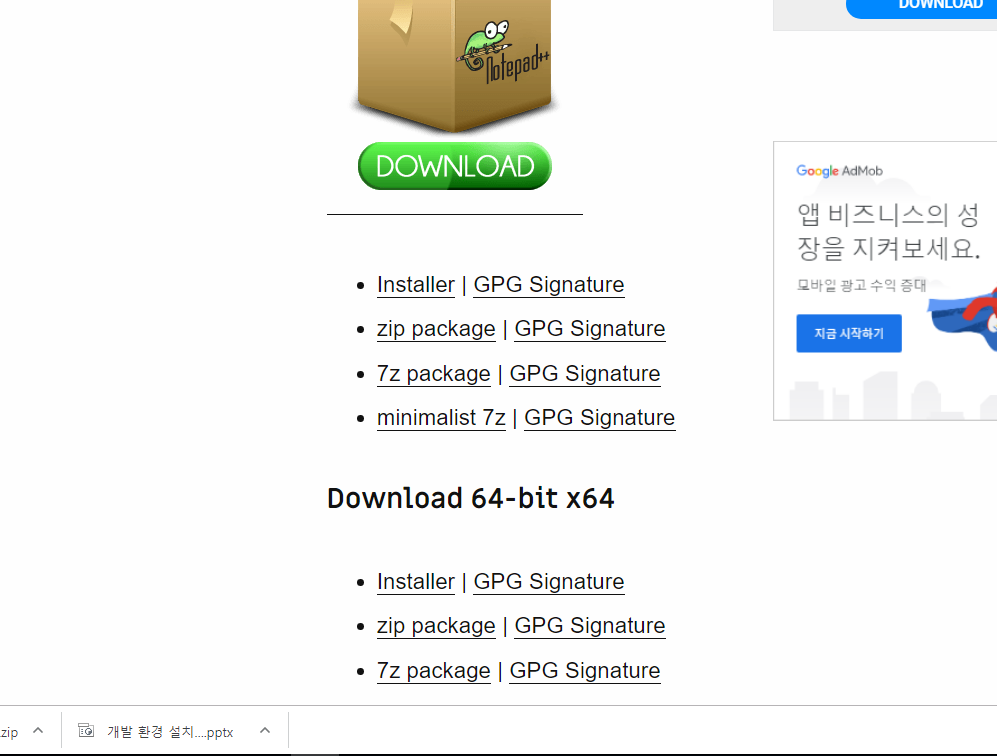 DOWNLOAD
Notepad++
DOWNLOAD
Google AdMob
앱 비즈니스의 성
장을 지켜보세요.
모바일 광고 수익 증대
지금 시작하기
Installer | GPG Signature
zip package | GPG Signature
7z package | GPG Signature
minimalist 7z | GPG Signature
Download 64-bit x64
Installer | GPG Signature
zip package | GPG Signature
7z package | GPG Signature
.zip
개발 환경 설치....pptx